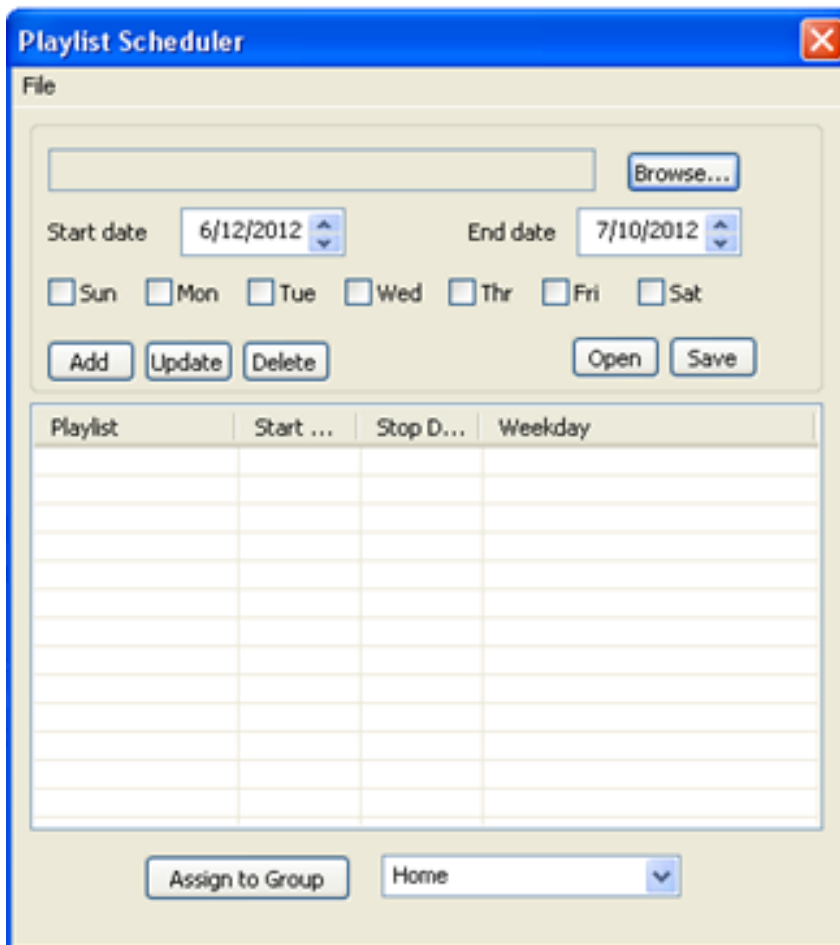 Playlist Scheduler
File
Browse...
Start date 6/12/2012 End date 7/10/2012
Sun Mon Tue Wed Thr Fri Sat
Add Update Delete Open Save
Playlist Start ... Stop D... Weekday
Assign to Group Home